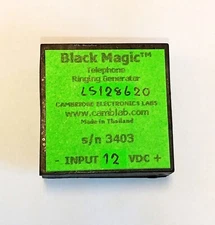 Black Magic™
Telephone
Ringing Generator
LS128620
CAMBRIDGE ELECTRONICS LABS
www.camblab.com
Made in Thailand
s/n 3403
- INPUT 12 VDC +